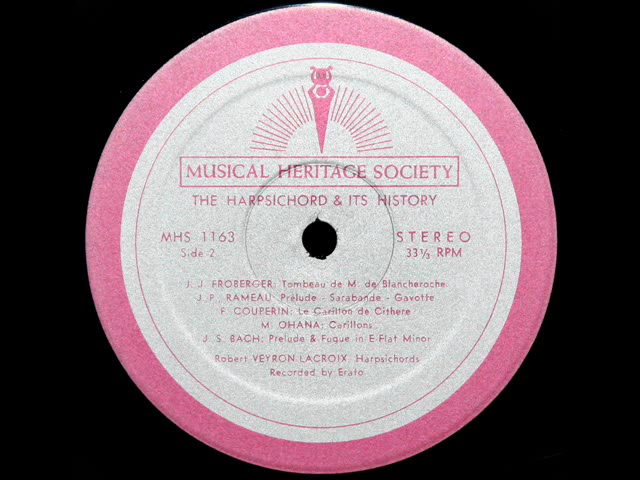 MUSICAL HERITAGE SOCIETY
THE HARPSICHORD & ITS HISTORY
MHS 1163 STEREO
Side 2 33⅓ RPM
J. J. FROBERGER: Tombeau de M. de Blancheroche
J. P. RAMEAU: Prelude - Sarabande - Gavotte
F. COUPERIN: Le Carillon de Cithere
M. OHANA: Carillons
J. S. BACH: Prelude & Fugue in E-Flat Minor
Robert VEYRON-LACROIX, Harpsichords
Recorded by Erato